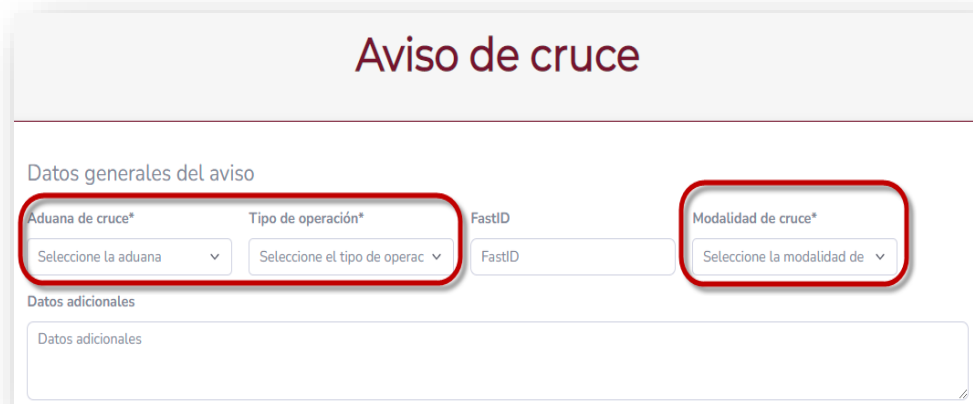 Aviso de cruce
Datos generales del aviso
Aduana de cruce* Tipo de operación* FastID Modalidad de cruce*
Seleccione la aduana Seleccione el tipo de operac FastID Seleccione la modalidad de
Datos adicionales
Datos adicionales